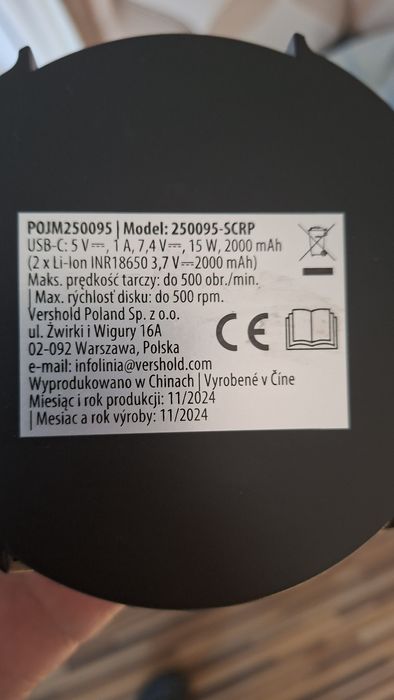 POJM250095 | Model: 250095-SCRP
USB-C: 5 V⎓, 1 A, 7,4 V⎓, 15 W, 2000 mAh
(2 x Li-Ion INR18650 3,7 V⎓2000 mAh)
Maks. prędkość tarczy: do 500 obr./min.
| Max. rýchlosť disku: do 500 rpm.
Vershold Poland Sp. z o.o.
ul. Żwirki i Wigury 16A
02-092 Warszawa, Polska
e-mail: infolinia@vershold.com
Wyprodukowano w Chinach | Vyrobené v Číne
Miesiąc i rok produkcji: 11/2024
| Mesiac a rok výroby: 11/2024
CE